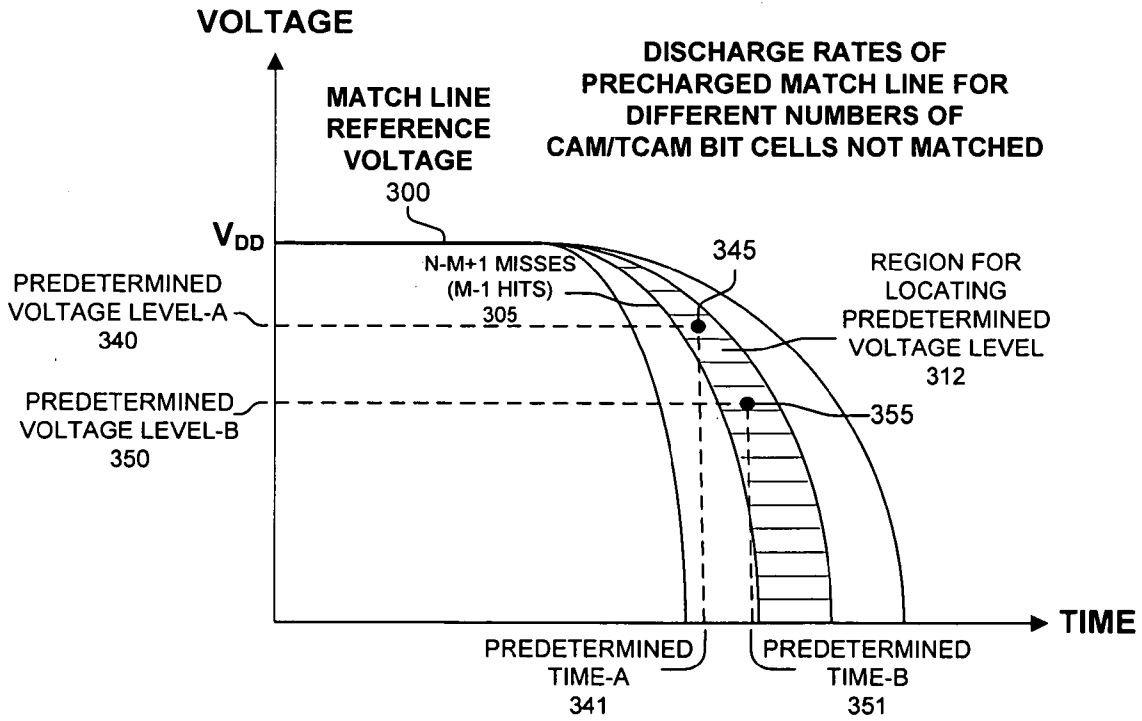 VOLTAGE
DISCHARGE RATES OF
PRECHARGED MATCH LINE FOR
DIFFERENT NUMBERS OF
CAM/TCAM BIT CELLS NOT MATCHED
MATCH LINE
REFERENCE
VOLTAGE
300
VDD
N-M+1 MISSES
(M-1 HITS)
305
345
REGION FOR
LOCATING
PREDETERMINED
VOLTAGE LEVEL
312
PREDETERMINED
VOLTAGE LEVEL-A
340
PREDETERMINED
VOLTAGE LEVEL-B
350
355
TIME
PREDETERMINED
TIME-A
341
PREDETERMINED
TIME-B
351